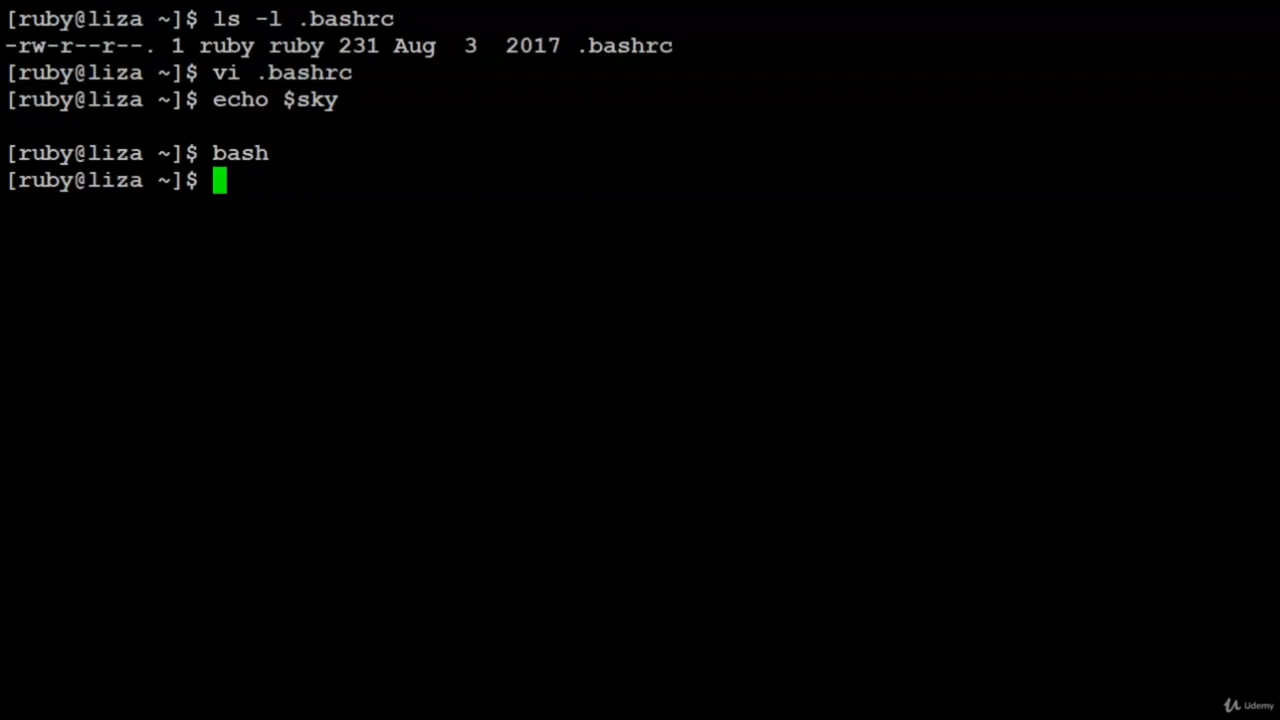 [ruby@liza ~]$ ls -l .bashrc
-rw-r--r--. 1 ruby ruby 231 Aug  3  2017 .bashrc
[ruby@liza ~]$ vi .bashrc
[ruby@liza ~]$ echo $sky
[ruby@liza ~]$ bash
[ruby@liza ~]$
Udemy